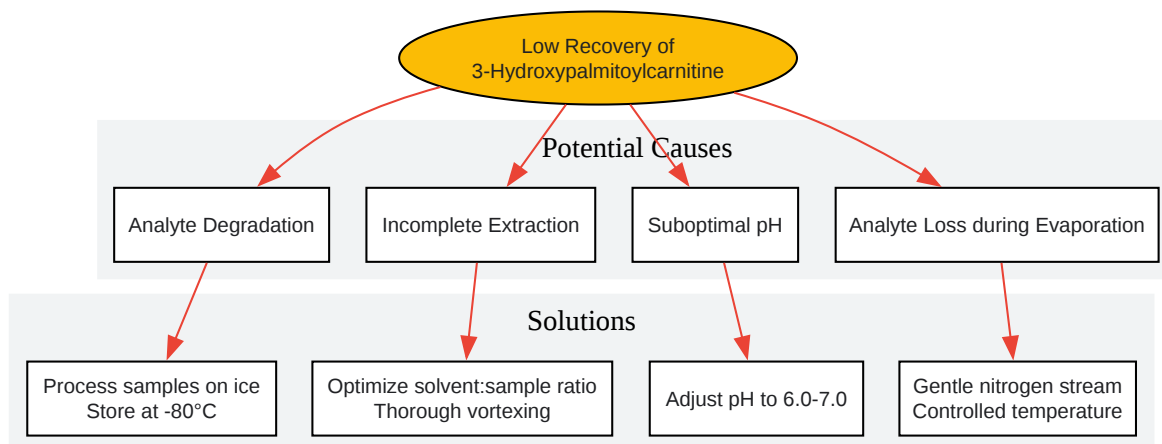 Low Recovery of
3-Hydroxypalmitoylcarnitine
Potential Causes
Analyte Degradation
Incomplete Extraction
Suboptimal pH
Analyte Loss during Evaporation
Solutions
Process samples on ice
Store at -80°C
Optimize solvent:sample ratio
Thorough vortexing
Adjust pH to 6.0-7.0
Gentle nitrogen stream
Controlled temperature